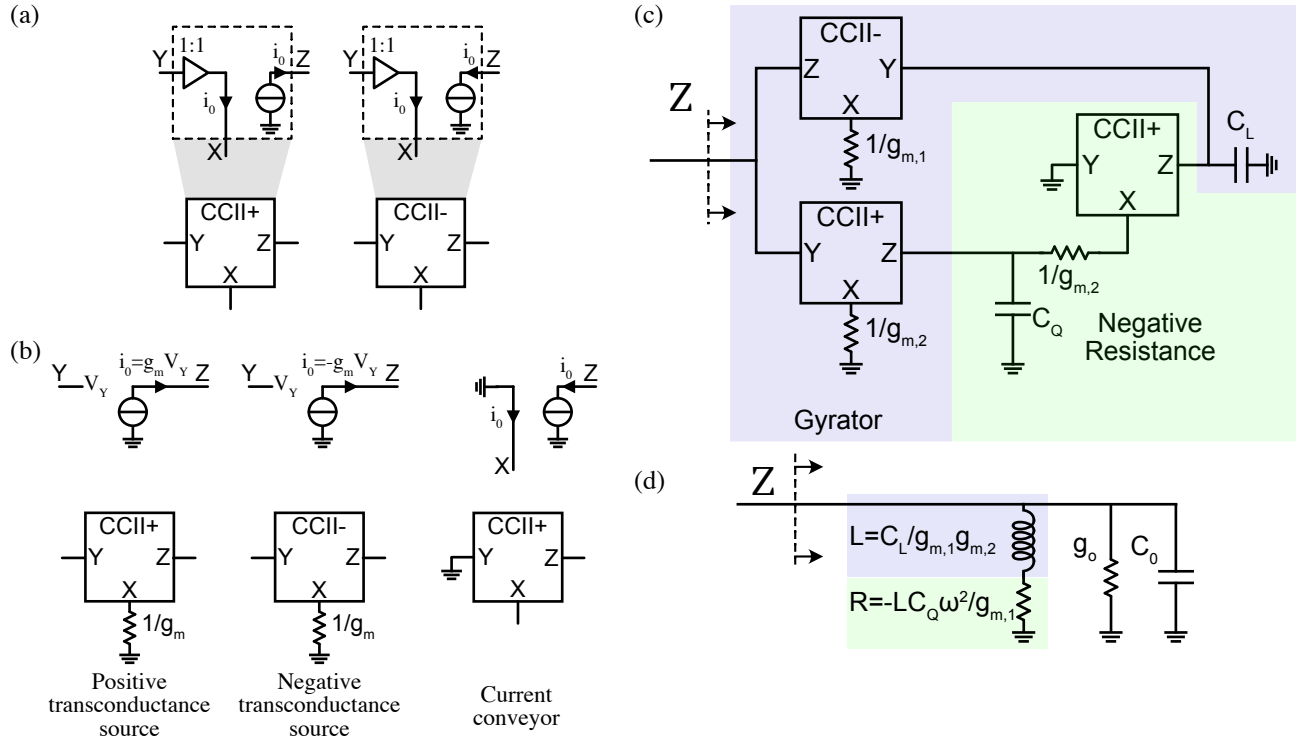 (a)
1:1
Y
i0
Z
i0
X
1:1
Y
i0
Z
i0
X
CCII+
Y
Z
X
CCII-
Y
Z
X
(b)
Y
VY
i0=gmVY
Z
Y
VY
i0=-gmVY
Z
i0
Z
i0
X
CCII+
Y
Z
X
1/gm
CCII-
Y
Z
X
1/gm
CCII+
Y
Z
X
Positive
transconductance
source
Negative
transconductance
source
Current
conveyor
(c)
Z
CCII-
Z
Y
X
1/gm,1
CCII+
Y
Z
X
CL
CCII+
Y
Z
X
1/gm,2
1/gm,2
CQ
Negative
Resistance
Gyrator
(d)
Z
L=CL/gm,1gm,2
go
C0
R=-LCQω²/gm,1